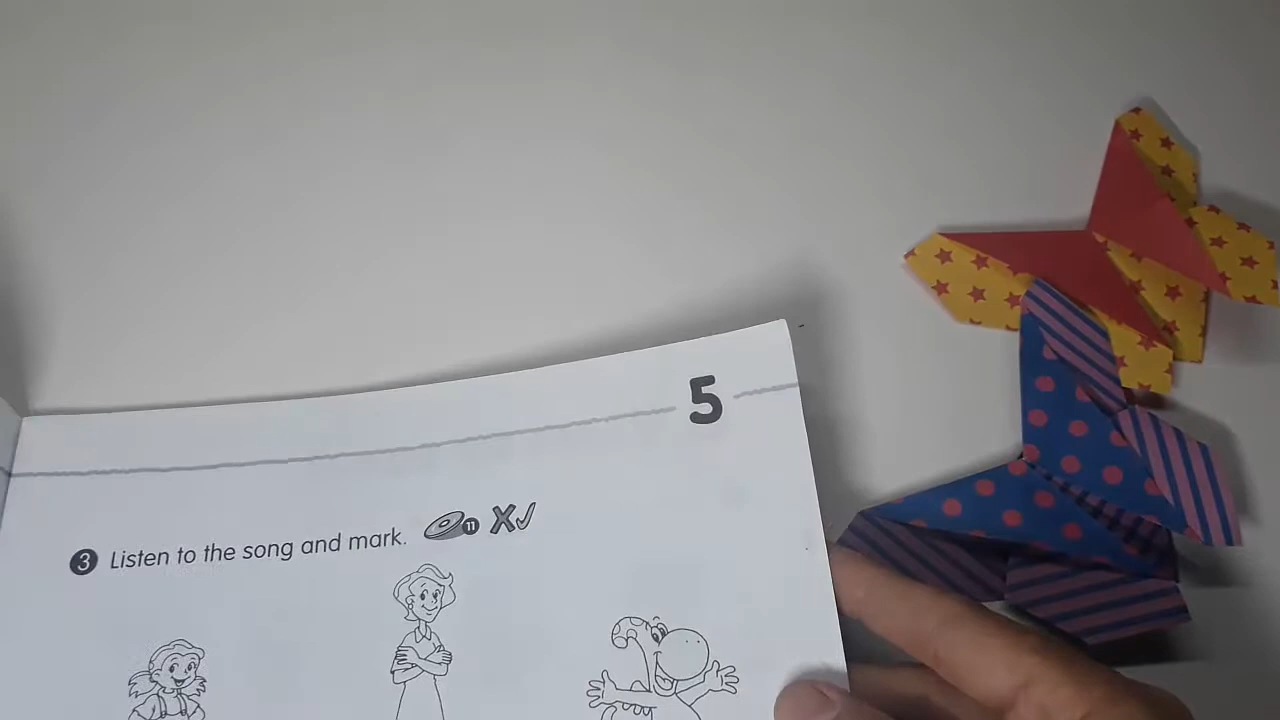 5
3 Listen to the song and mark. 11 X✓